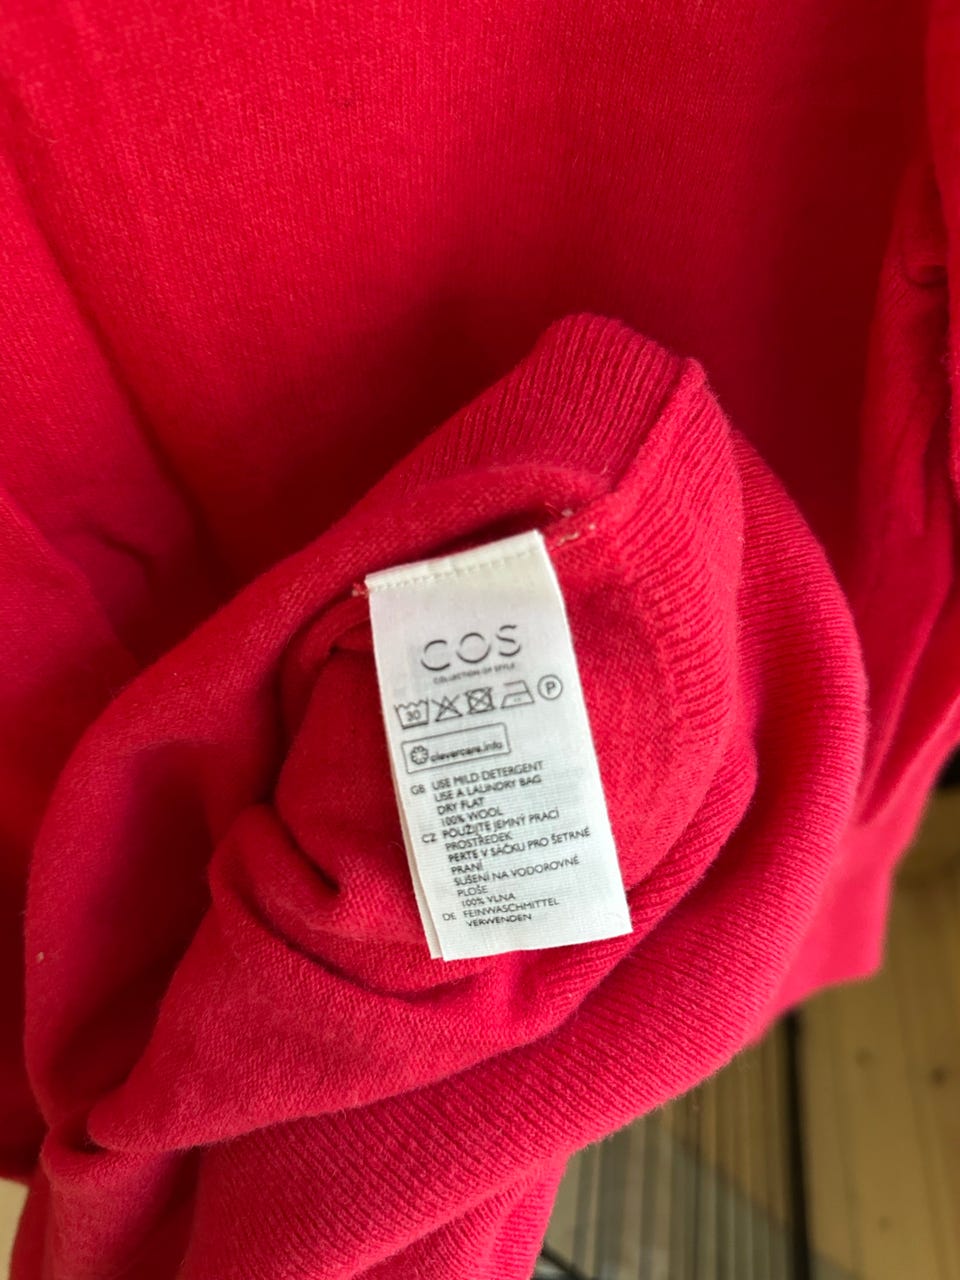 COS
COLLECTION OF STYLE
30
P
clevercare.info
GB USE MILD DETERGENT
USE A LAUNDRY BAG
DRY FLAT
100% WOOL
CZ POUŽIJTE JEMNÝ PRACÍ
PROSTŘEDEK
PERTE V SÁČKU PRO ŠETRNÉ
PRANÍ
SUŠENÍ NA VODOROVNÉ
PLOŠE
100% VLNA
DE FEINWASCHMITTEL
VERWENDEN